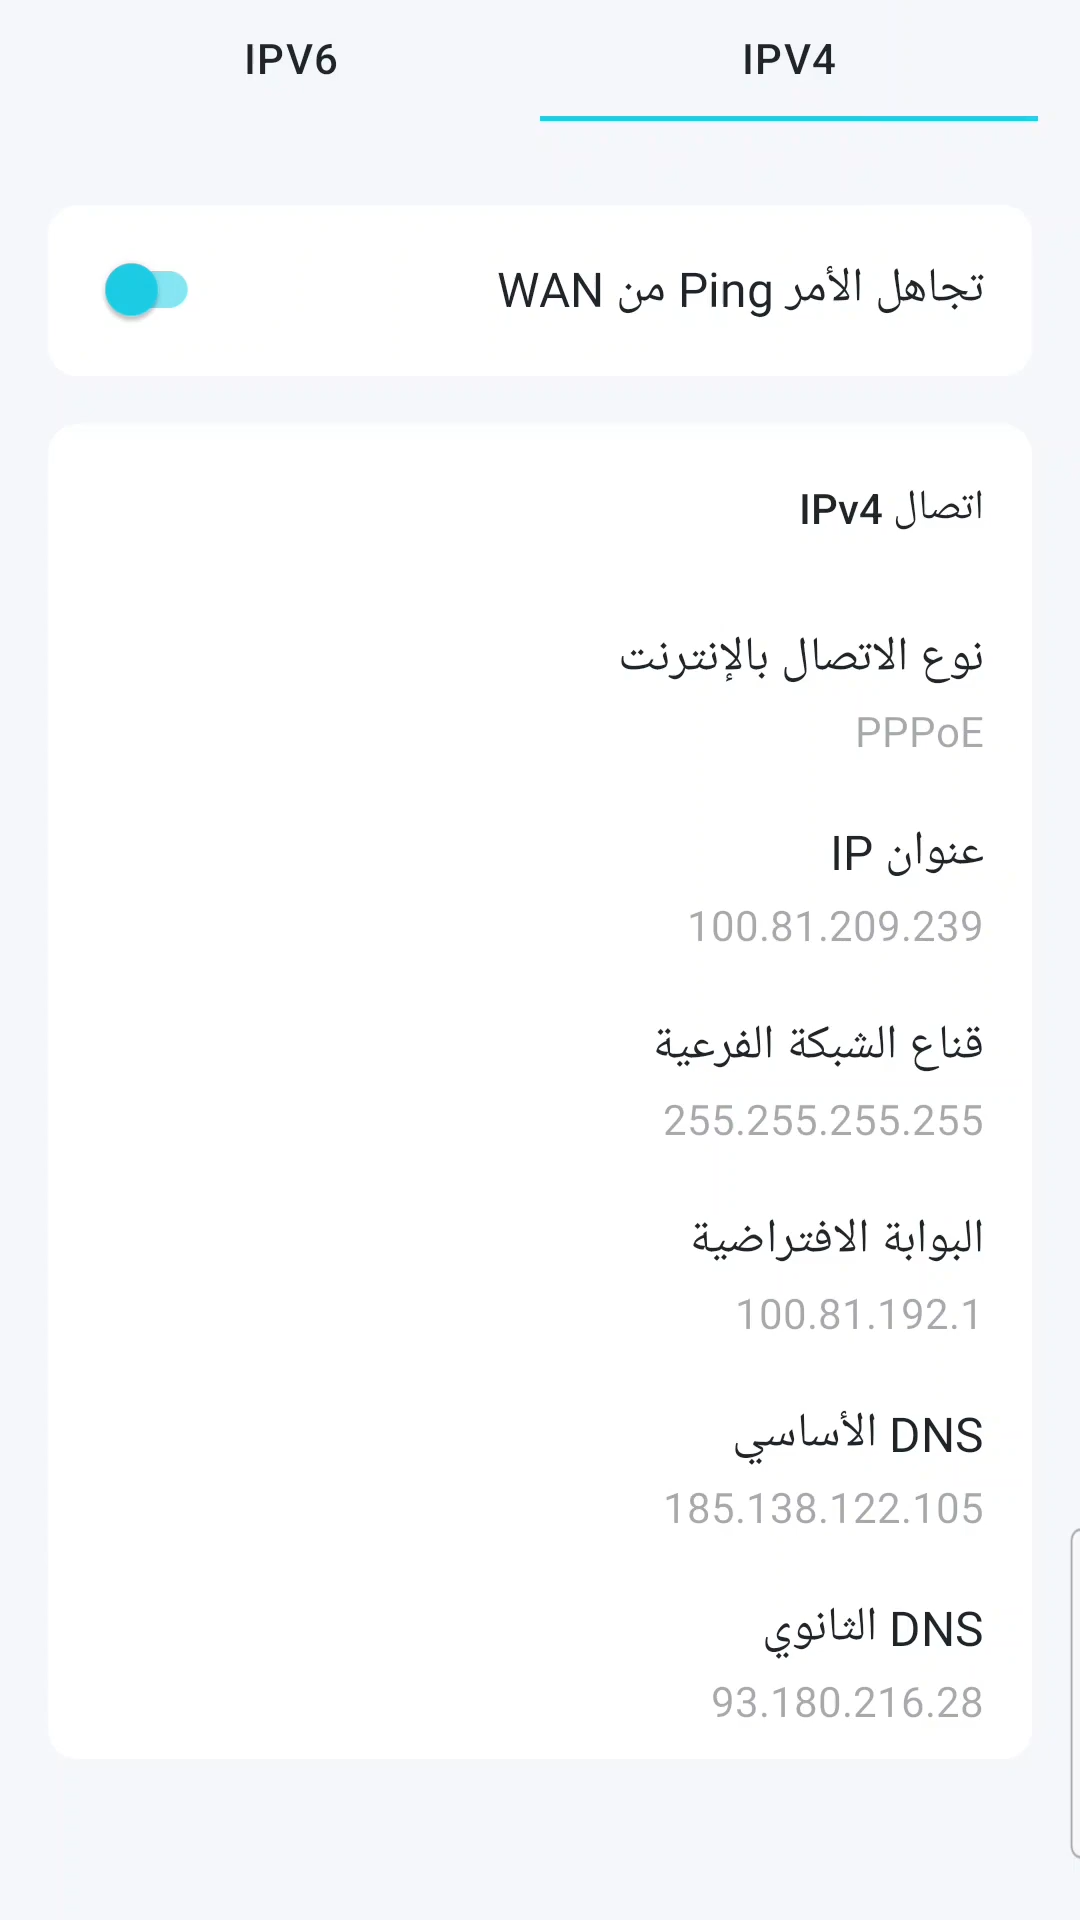 IPV4
IPV6
تجاهل الأمر Ping من WAN
اتصال IPv4
نوع الاتصال بالإنترنت
PPPoE
عنوان IP
100.81.209.239
قناع الشبكة الفرعية
255.255.255.255
البوابة الافتراضية
100.81.192.1
DNS الأساسي
185.138.122.105
DNS الثانوي
93.180.216.28